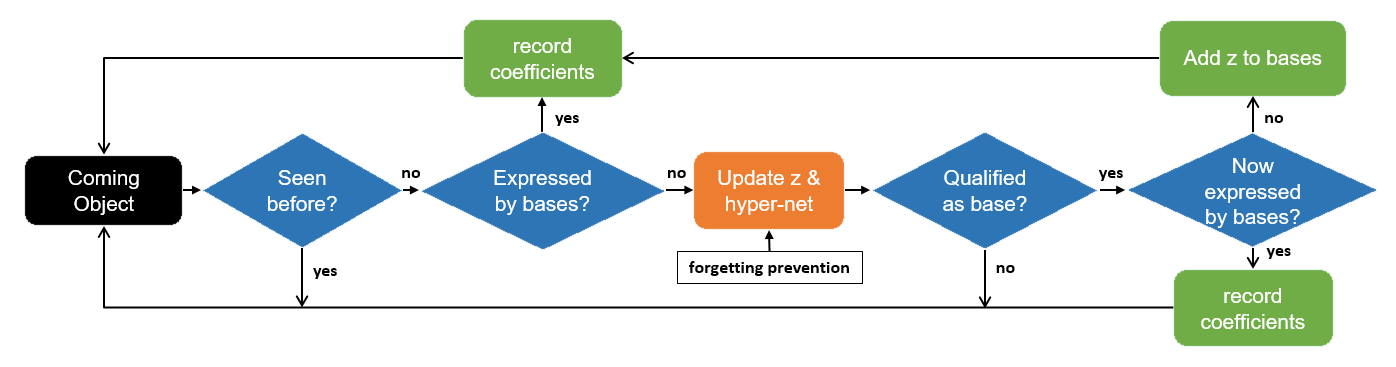 record
coefficients
Add z to bases
yes
no
Coming
Object
Seen
before?
no
Expressed
by bases?
no
Update z &
hyper-net
Qualified
as base?
yes
Now
expressed
by bases?
forgetting prevention
yes
no
yes
record
coefficients